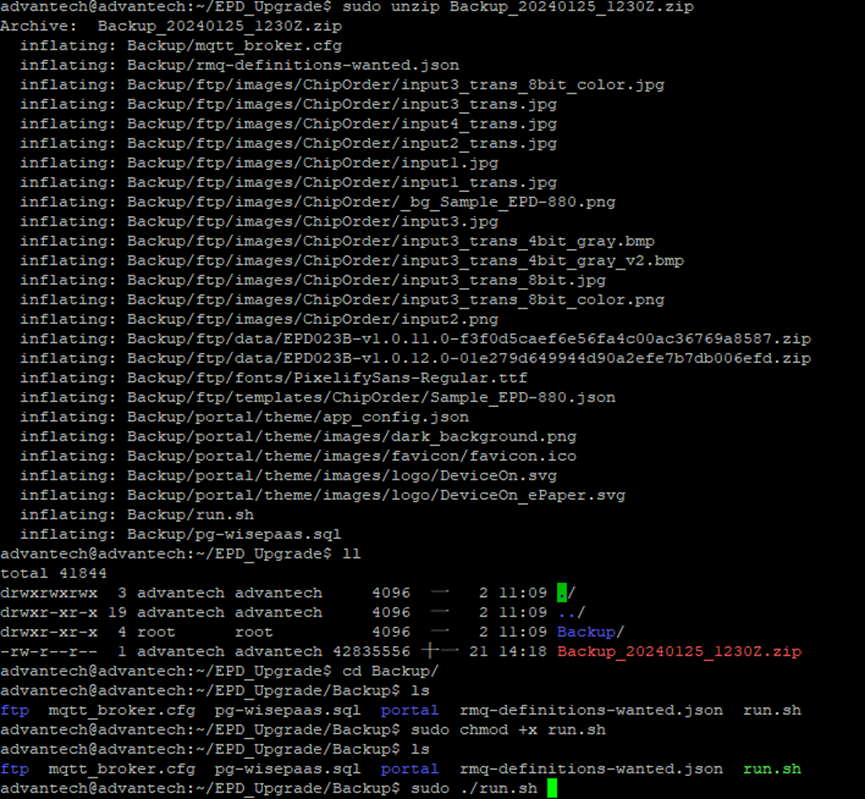 advantech@advantech:~/EPD_Upgrade$ sudo unzip Backup_20240125_1230Z.zip
Archive:  Backup_20240125_1230Z.zip
  inflating: Backup/mqtt_broker.cfg
  inflating: Backup/rmq-definitions-wanted.json
  inflating: Backup/ftp/images/ChipOrder/input3_trans_8bit_color.jpg
  inflating: Backup/ftp/images/ChipOrder/input3_trans.jpg
  inflating: Backup/ftp/images/ChipOrder/input4_trans.jpg
  inflating: Backup/ftp/images/ChipOrder/input2_trans.jpg
  inflating: Backup/ftp/images/ChipOrder/input1.jpg
  inflating: Backup/ftp/images/ChipOrder/input1_trans.jpg
  inflating: Backup/ftp/images/ChipOrder/_bg_Sample_EPD-880.png
  inflating: Backup/ftp/images/ChipOrder/input3.jpg
  inflating: Backup/ftp/images/ChipOrder/input3_trans_4bit_gray.bmp
  inflating: Backup/ftp/images/ChipOrder/input3_trans_4bit_gray_v2.bmp
  inflating: Backup/ftp/images/ChipOrder/input3_trans_8bit.jpg
  inflating: Backup/ftp/images/ChipOrder/input3_trans_8bit_color.png
  inflating: Backup/ftp/images/ChipOrder/input2.png
  inflating: Backup/ftp/data/EPD023B-v1.0.11.0-f3f0d5caef6e56fa4c00ac36769a8587.zip
  inflating: Backup/ftp/data/EPD023B-v1.0.12.0-01e279d649944d90a2efe7b7db006efd.zip
  inflating: Backup/ftp/fonts/PixelifySans-Regular.ttf
  inflating: Backup/ftp/templates/ChipOrder/Sample_EPD-880.json
  inflating: Backup/portal/theme/app_config.json
  inflating: Backup/portal/theme/images/dark_background.png
  inflating: Backup/portal/theme/images/favicon/favicon.ico
  inflating: Backup/portal/theme/images/logo/DeviceOn.svg
  inflating: Backup/portal/theme/images/logo/DeviceOn_ePaper.svg
  inflating: Backup/run.sh
  inflating: Backup/pg-wisepaas.sql
advantech@advantech:~/EPD_Upgrade$ ll
total 41844
drwxrwxrwx  3 advantech advantech     4096  一   2 11:09 ./
drwxr-xr-x 19 advantech advantech     4096  一   2 11:09 ../
drwxr-xr-x  4 root      root          4096  一   2 11:09 Backup/
-rw-r--r--  1 advantech advantech 42835556 十一  21 14:18 Backup_20240125_1230Z.zip
advantech@advantech:~/EPD_Upgrade$ cd Backup/
advantech@advantech:~/EPD_Upgrade/Backup$ ls
ftp  mqtt_broker.cfg  pg-wisepaas.sql  portal  rmq-definitions-wanted.json  run.sh
advantech@advantech:~/EPD_Upgrade/Backup$ sudo chmod +x run.sh
advantech@advantech:~/EPD_Upgrade/Backup$ ls
ftp  mqtt_broker.cfg  pg-wisepaas.sql  portal  rmq-definitions-wanted.json  run.sh
advantech@advantech:~/EPD_Upgrade/Backup$ sudo ./run.sh